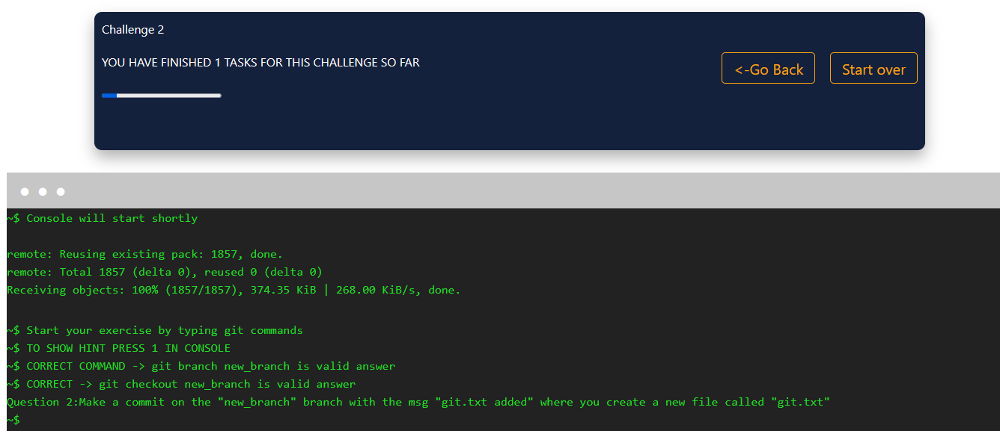 Challenge 2
YOU HAVE FINISHED 1 TASKS FOR THIS CHALLENGE SO FAR
<-Go Back
Start over
~$ Console will start shortly
remote: Reusing existing pack: 1857, done.
remote: Total 1857 (delta 0), reused 0 (delta 0)
Receiving objects: 100% (1857/1857), 374.35 KiB | 268.00 KiB/s, done.
~$ Start your exercise by typing git commands
~$ TO SHOW HINT PRESS 1 IN CONSOLE
~$ CORRECT COMMAND -> git branch new_branch is valid answer
~$ CORRECT -> git checkout new_branch is valid answer
Question 2:Make a commit on the "new_branch" branch with the msg "git.txt added" where you create a new file called "git.txt"
~$